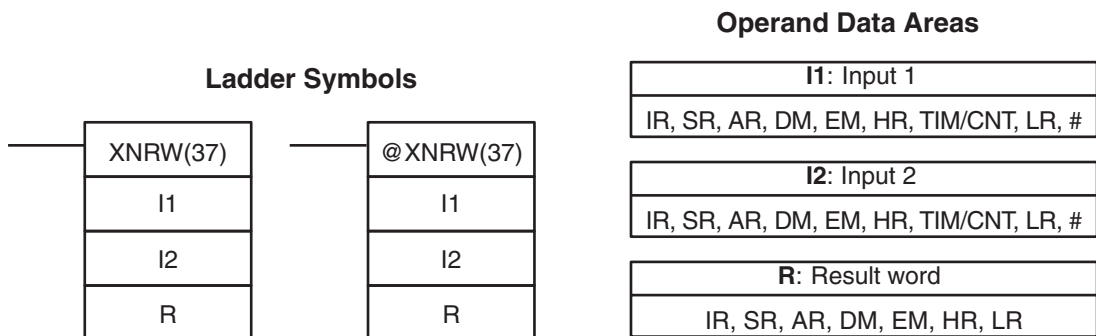 Operand Data Areas
Ladder Symbols
I1: Input 1
IR, SR, AR, DM, EM, HR, TIM/CNT, LR, #
XNRW(37)
@XNRW(37)
I1
I1
I2: Input 2
IR, SR, AR, DM, EM, HR, TIM/CNT, LR, #
I2
I2
R: Result word
R
R
IR, SR, AR, DM, EM, HR, LR